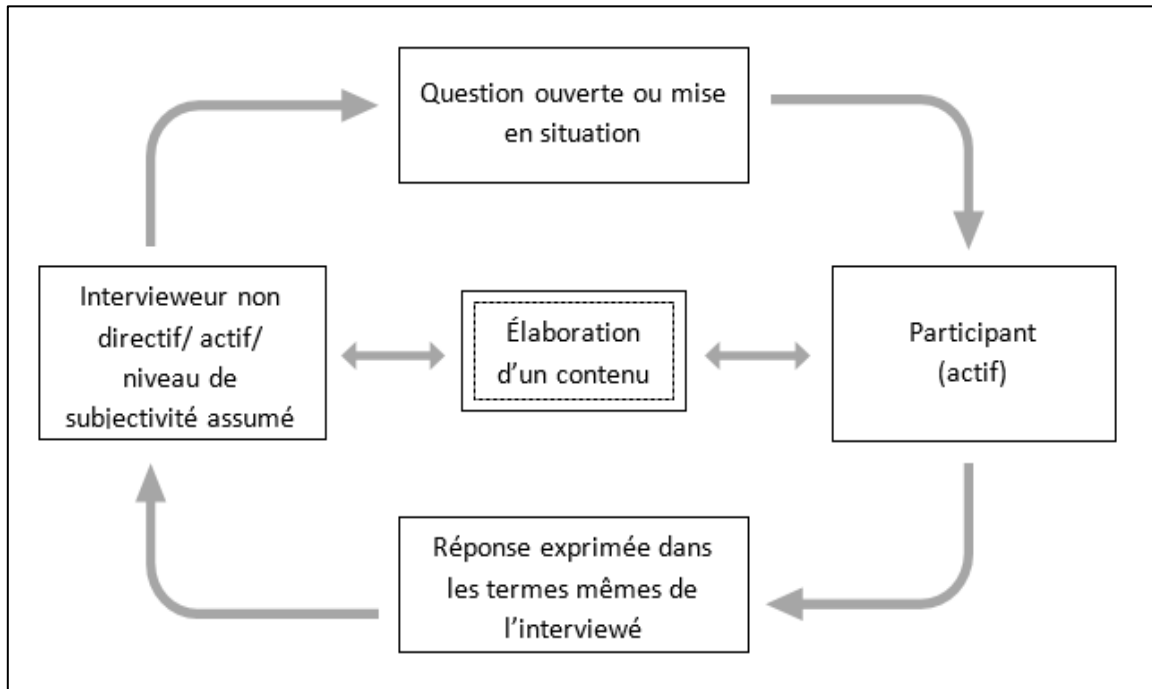 Question ouverte ou mise
en situation
Intervieweur non
directif/ actif/
niveau de
subjectivité assumé
Élaboration
d’un contenu
Participant
(actif)
Réponse exprimée dans
les termes mêmes de
l’interviewé